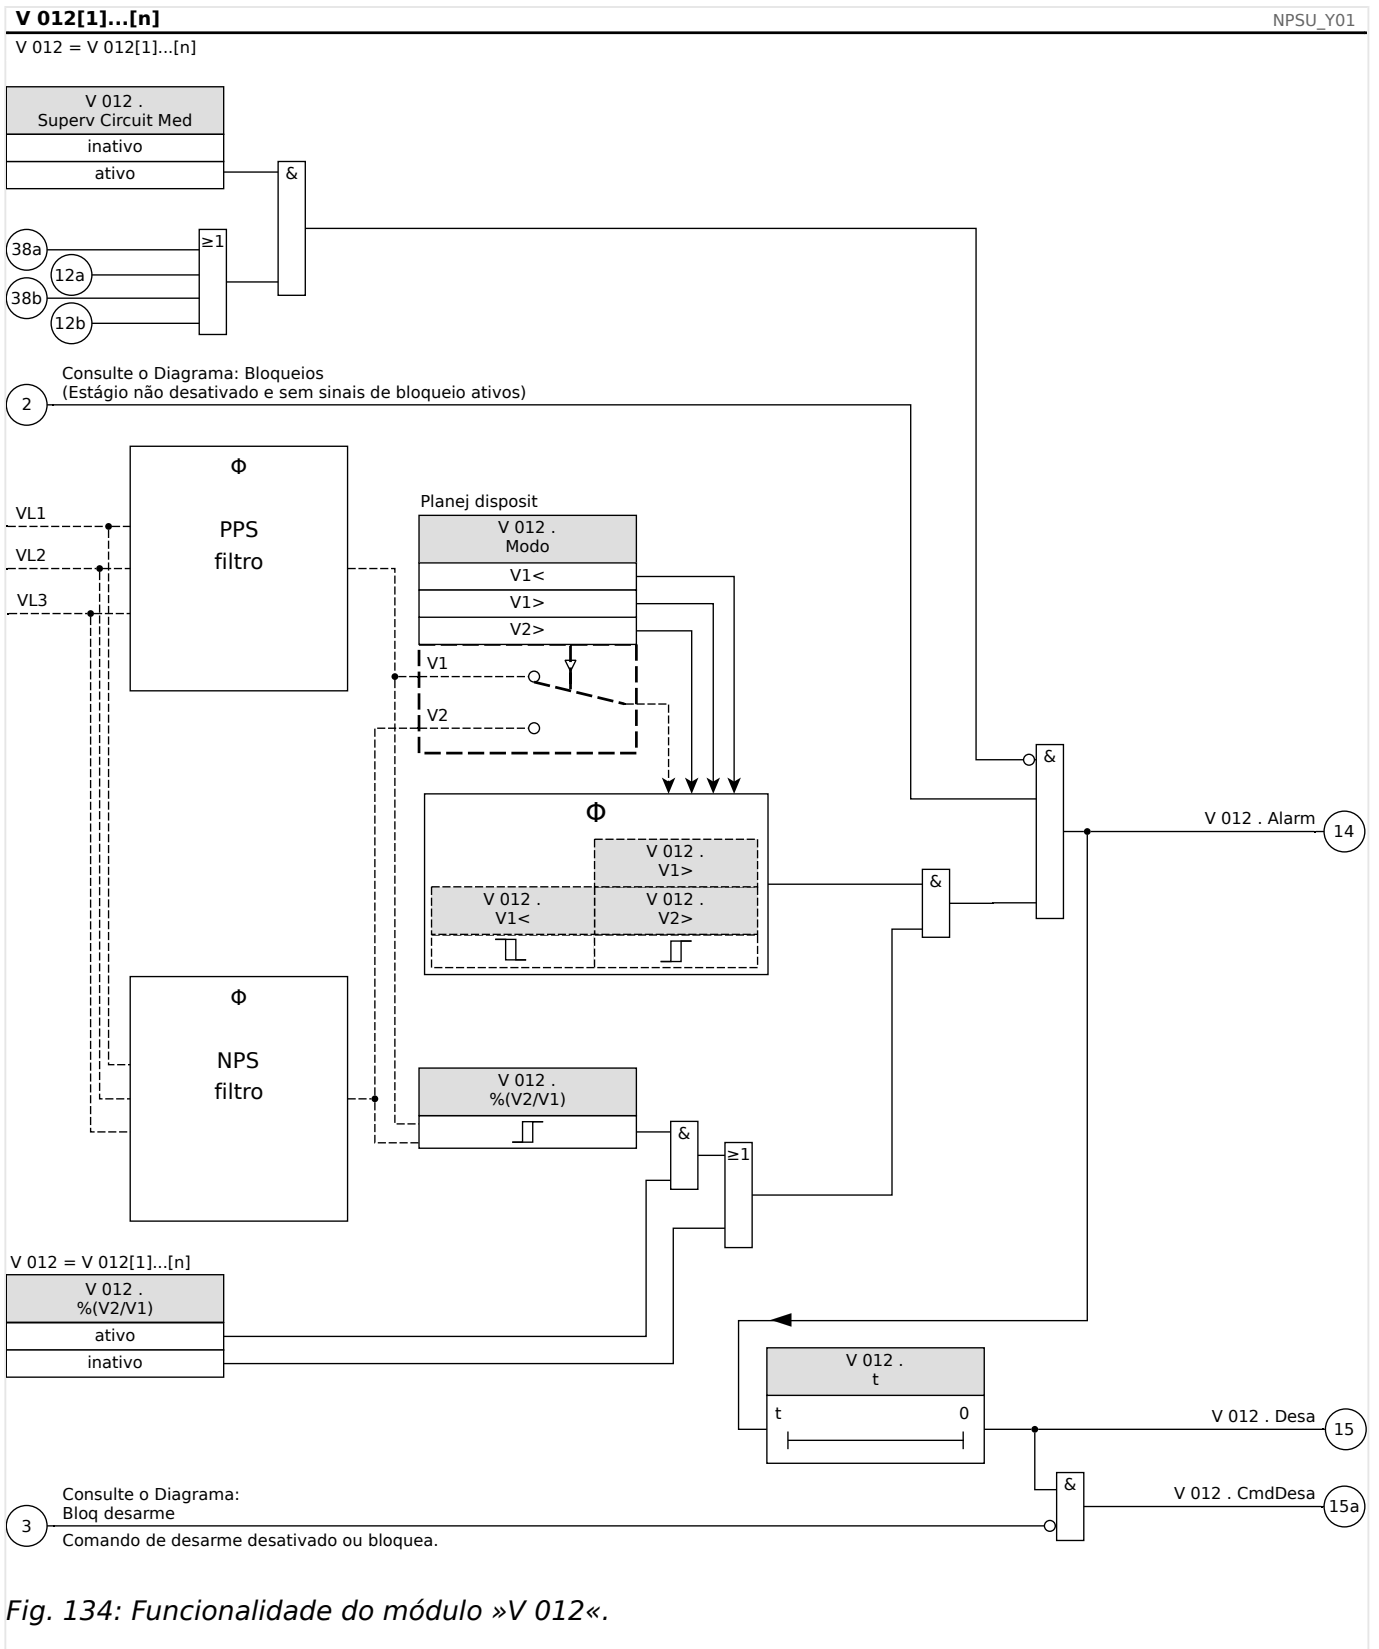 V 012[1]...[n]
NPSU_Y01
V 012 = V 012[1]...[n]
V 012 .
Superv Circuit Med
inativo
ativo
&
38a
≥1
12a
38b
12b
Consulte o Diagrama: Bloqueios
(Estágio não desativado e sem sinais de bloqueio ativos)
2
Φ
PPS
filtro
VL1
VL2
VL3
Planej disposit
V 012 .
Modo
V1<
V1>
V2>
V1
V2
&
Φ
V 012 .
V1>
V 012 .
V1<
V 012 .
V2>
V 012 . Alarm
14
&
Φ
NPS
filtro
V 012 .
%(V2/V1)
&
≥1
V 012 = V 012[1]...[n]
V 012 .
%(V2/V1)
ativo
inativo
V 012 .
t
t 0
V 012 . Desa
15
&
V 012 . CmdDesa
15a
Consulte o Diagrama:
Bloq desarme
3
Comando de desarme desativado ou bloquea.
Fig. 134: Funcionalidade do módulo »V 012«.